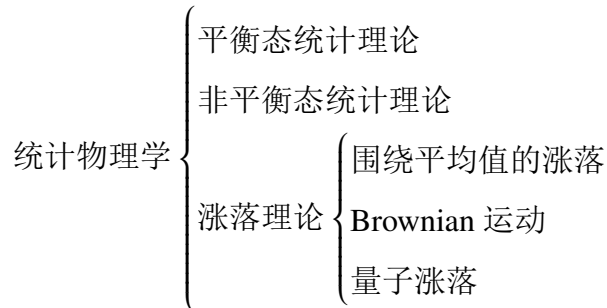 平衡态统计理论
非平衡态统计理论
统计物理学
围绕平均值的涨落
涨落理论
Brownian 运动
量子涨落